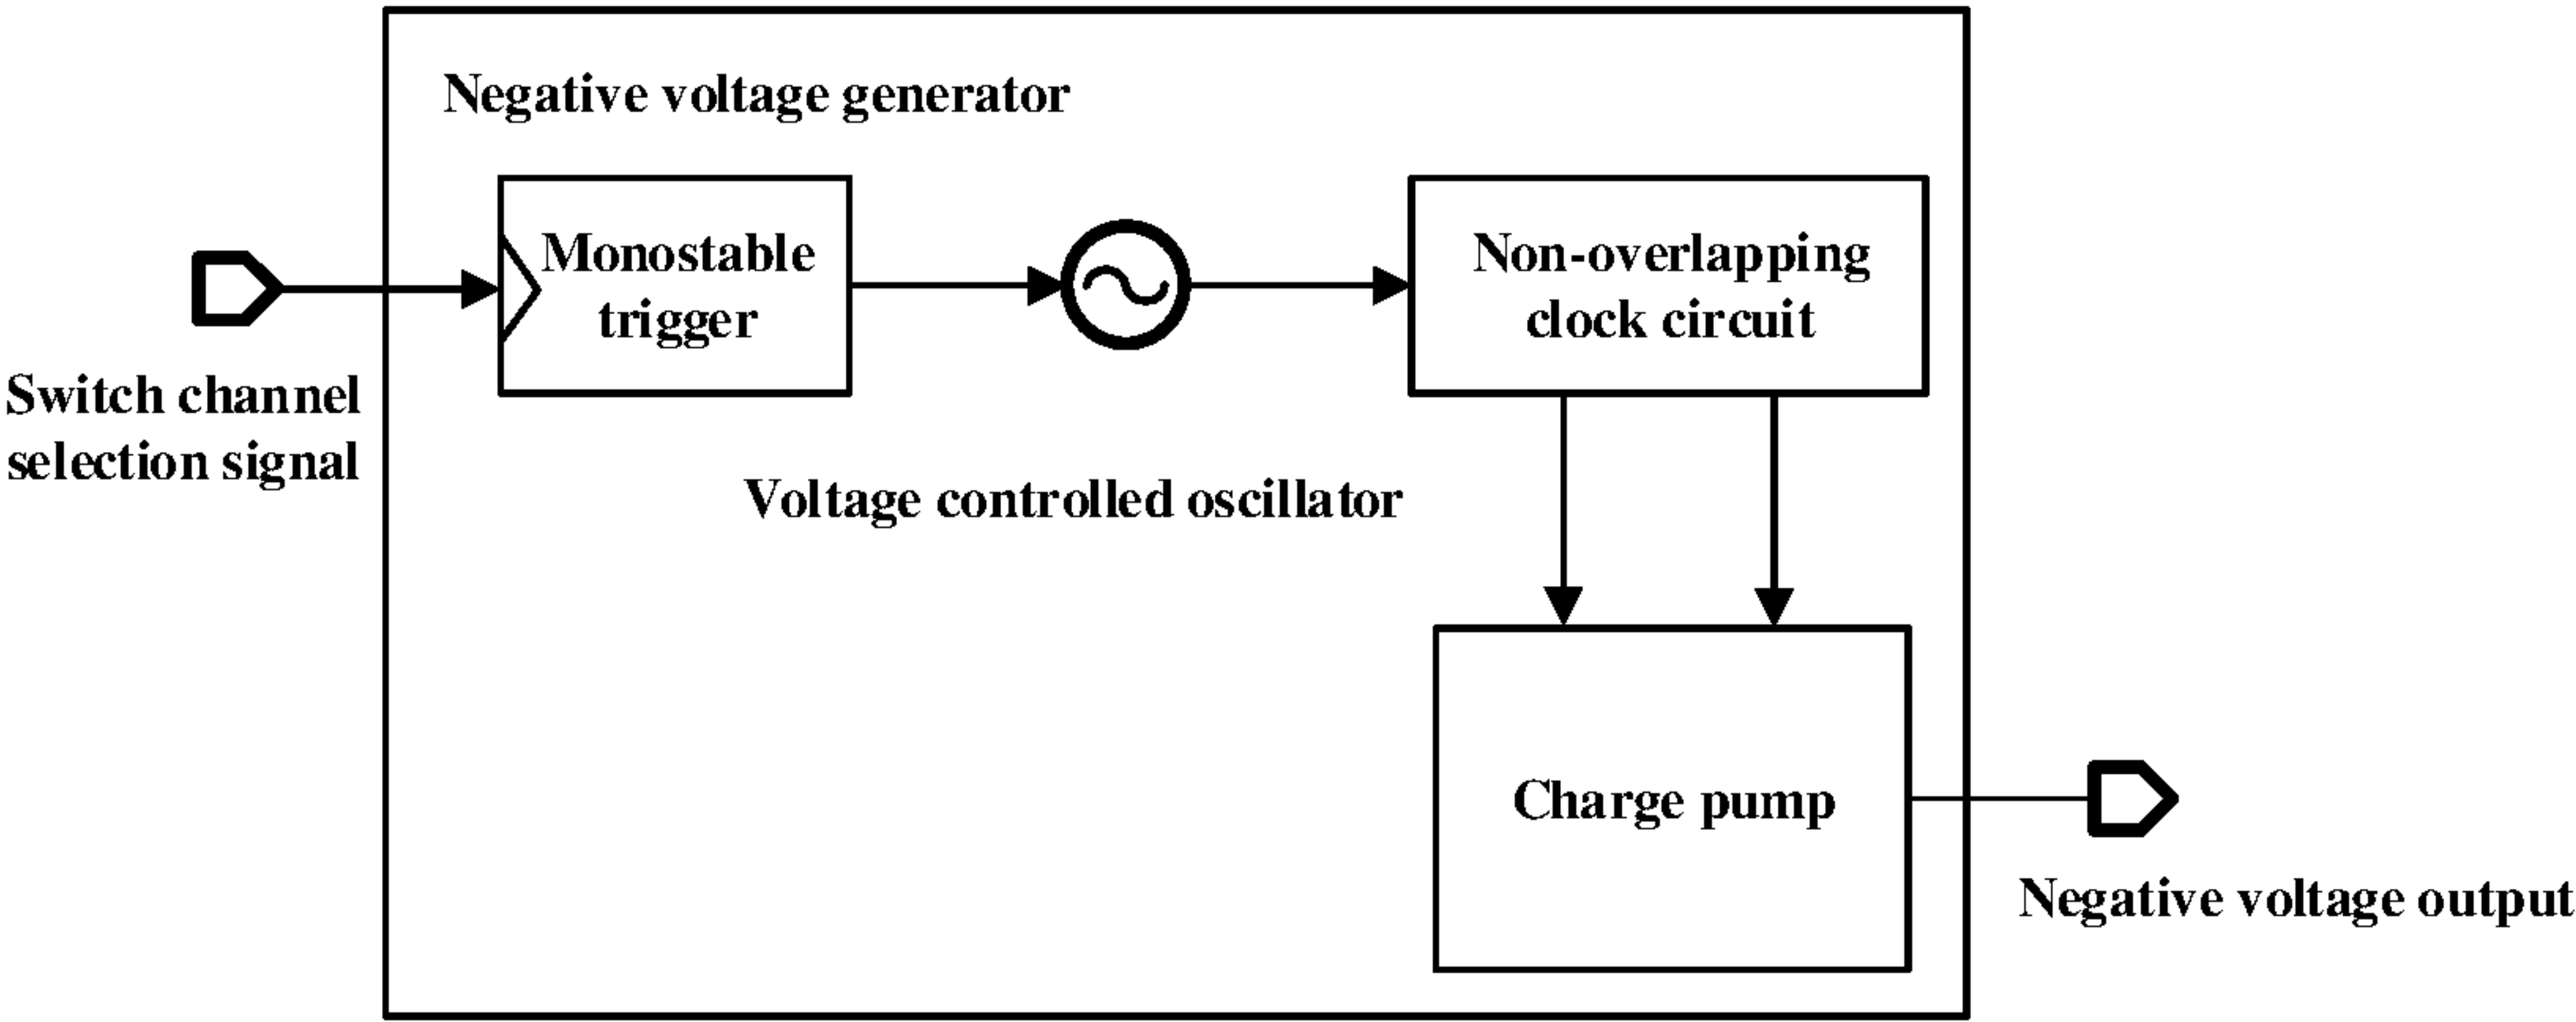 Negative voltage generator
Monostable
trigger
Non-overlapping
clock circuit
Switch channel
selection signal
Voltage controlled oscillator
Charge pump
Negative voltage output